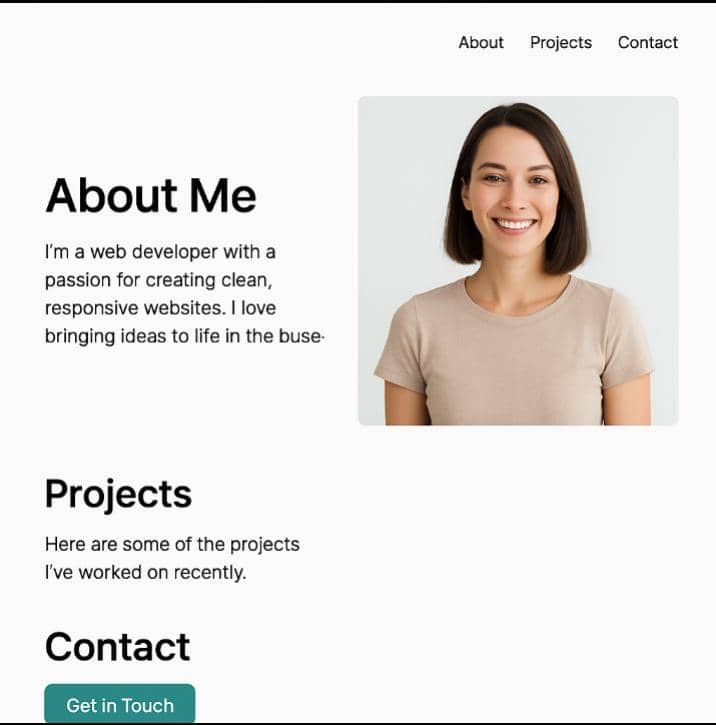 About Projects Contact
About Me
I'm a web developer with a
passion for creating clean,
responsive websites. I love
bringing ideas to life in the buse-
Projects
Here are some of the projects
I've worked on recently.
Contact
Get in Touch